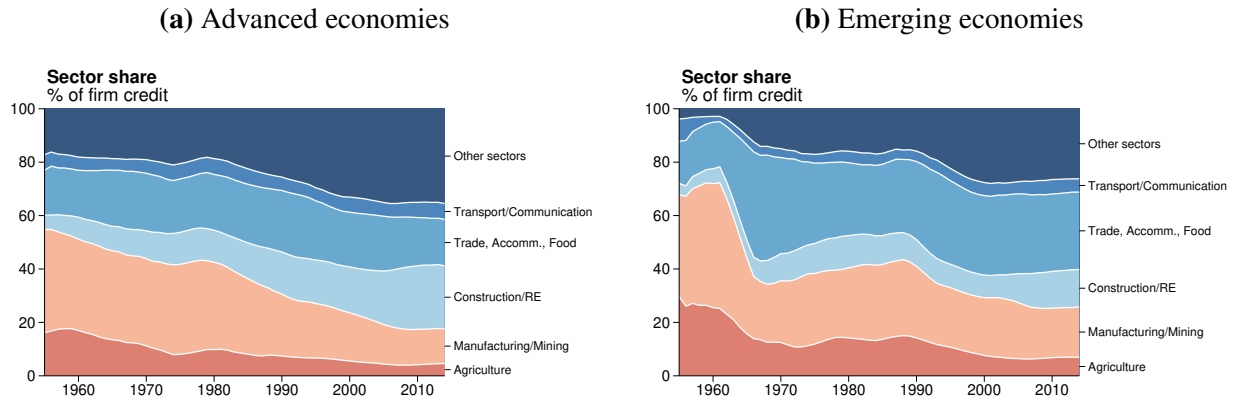 (a) Advanced economies
Sector share
% of firm credit
100
80
60
40
20
0
1960 1970 1980 1990 2000 2010
Other sectors
Transport/Communication
Trade, Accomm., Food
Construction/RE
Manufacturing/Mining
Agriculture
(b) Emerging economies
Sector share
% of firm credit
100
80
60
40
20
0
1960 1970 1980 1990 2000 2010
Other sectors
Transport/Communication
Trade, Accomm., Food
Construction/RE
Manufacturing/Mining
Agriculture